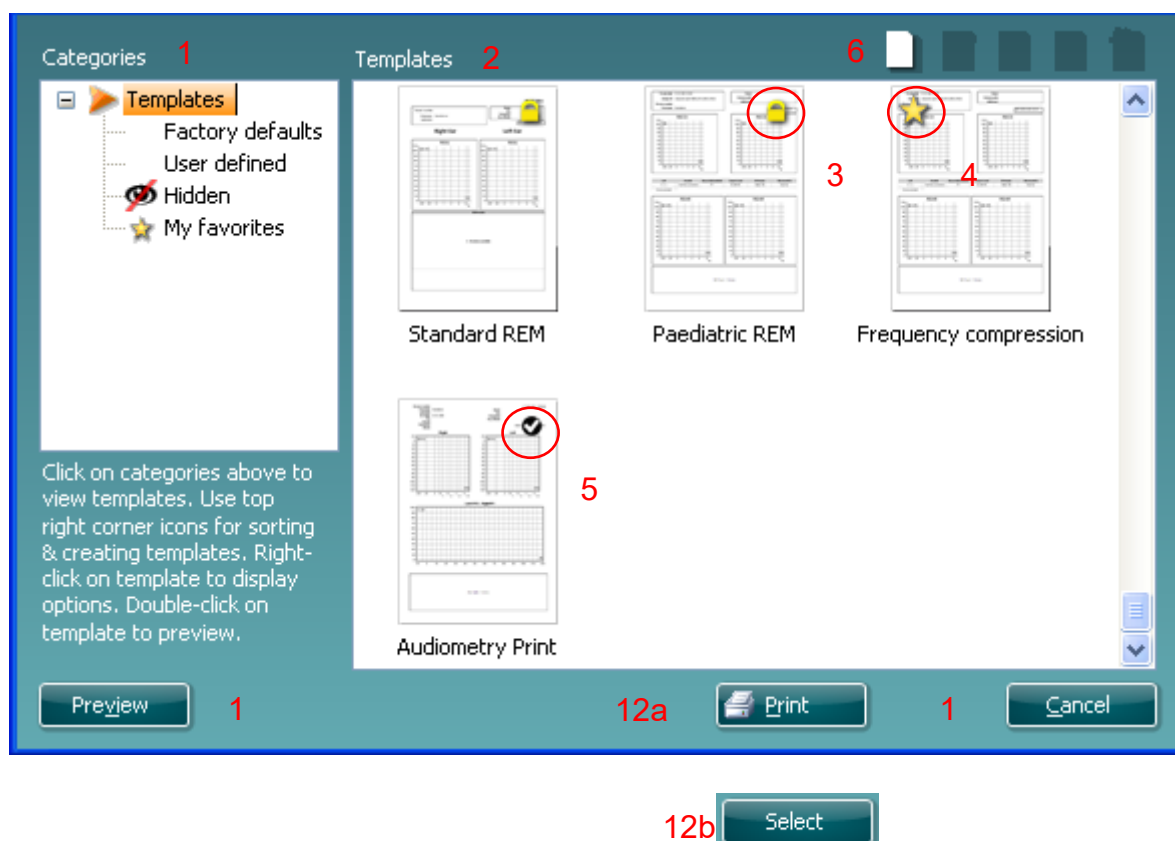 Categories 1
Templates 2
6
Templates
Factory defaults
User defined
Hidden
My favorites
3
4
Standard REM
Paediatric REM
Frequency compression
5
Audiometry Print
Click on categories above to
view templates. Use top
right corner icons for sorting
& creating templates. Right-
click on template to display
options. Double-click on
template to preview.
Preview 1
12a Print
1 Cancel
12b Select